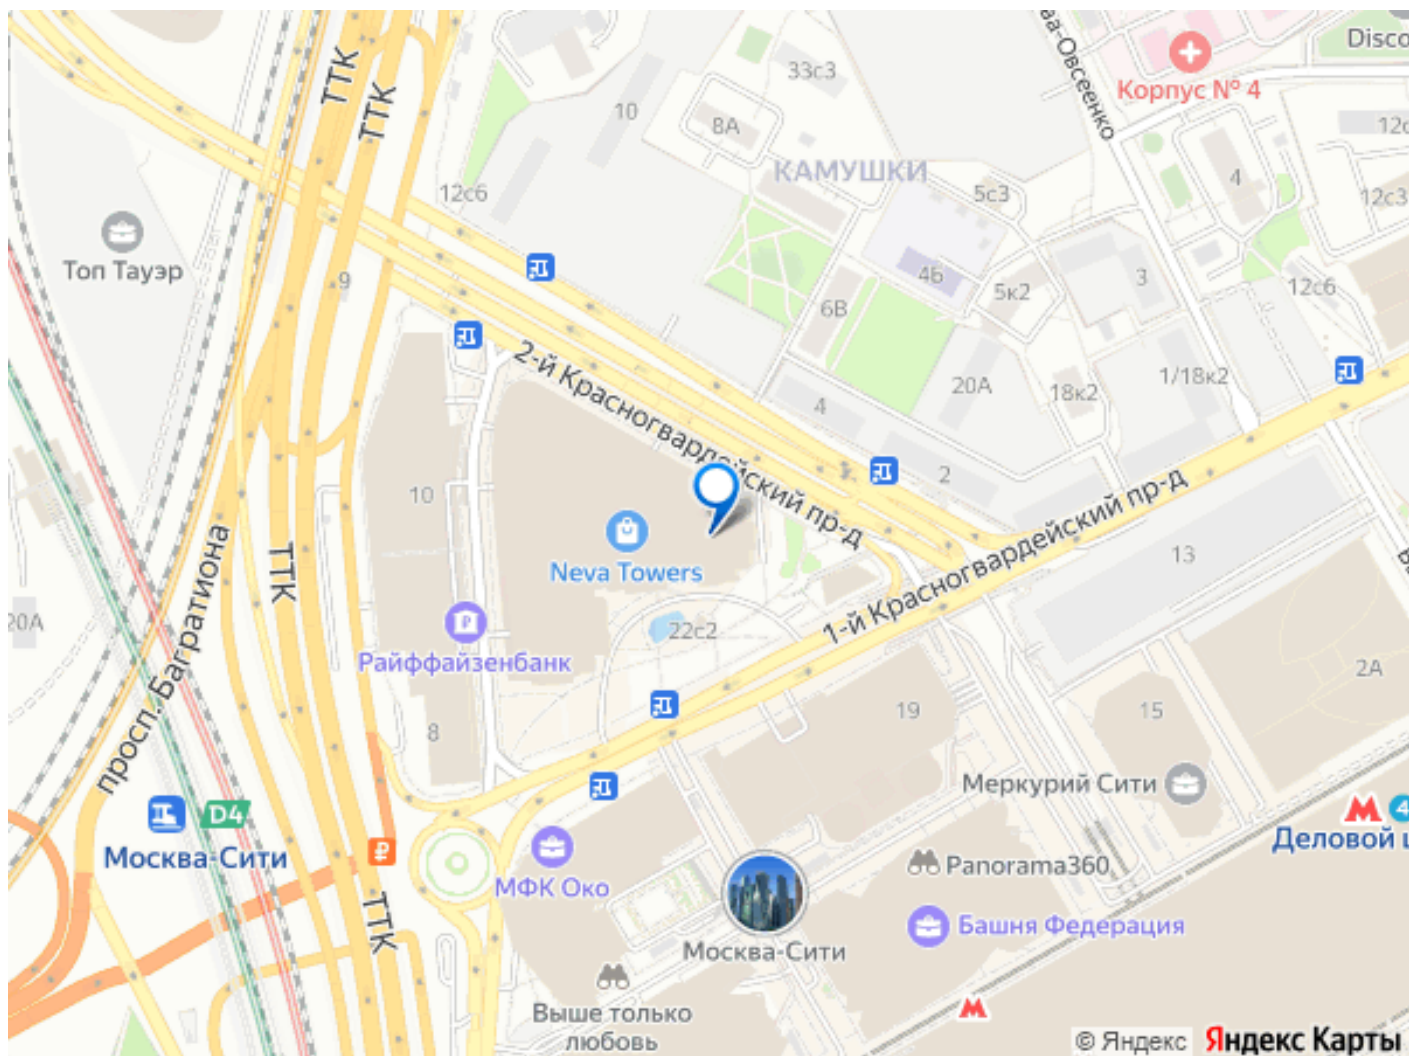 ТТК
ТТК
33с3
10
8А
Корпус № 4
Disco
12с
КАМУШКИ
12с6
5с3
4
12с3
Топ Тауэр
9
4Б
5к2
3
12с6
6В
2-й Красногвардейский пр-д
20А
18к2
1/18к2
4
2
10
Neva Towers
ТТК
13
1-й Красногвардейский пр-д
просп. Багратиона
20А
22с2
Райффайзенбанк
2А
8
19
15
Меркурий Сити
D4
Москва-Сити
₽
4
Деловой ц
МФК Око
Panorama360
ТТК
Башня Федерация
Москва-Сити
Выше только
любовь
© Яндекс Яндекс Карты